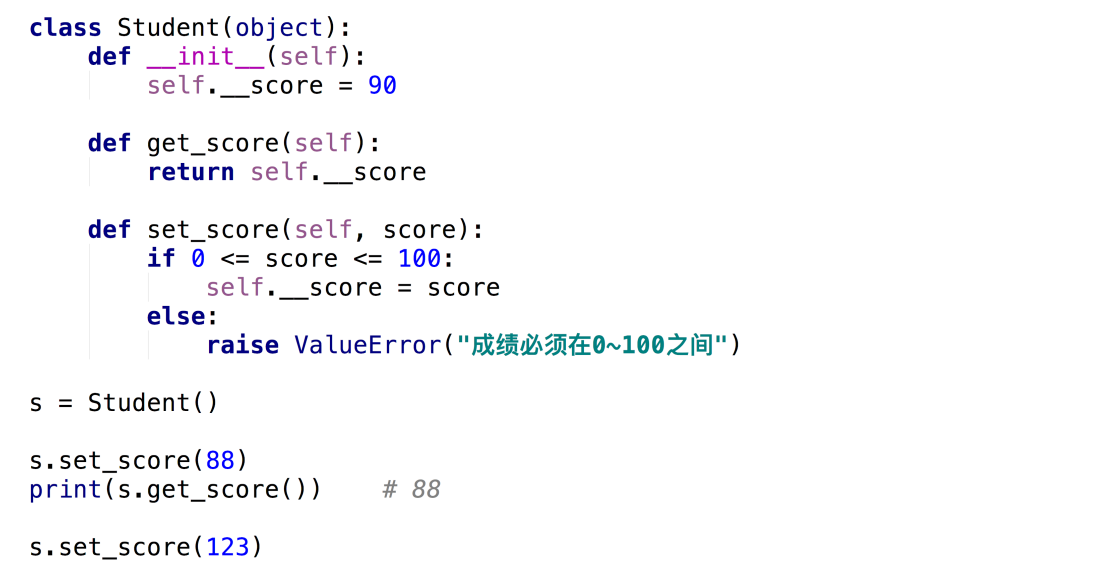 class Student(object):
    def __init__(self):
        self.__score = 90
    def get_score(self):
        return self.__score
    def set_score(self, score):
        if 0 <= score <= 100:
            self.__score = score
        else:
            raise ValueError("成绩必须在0~100之间")
s = Student()
s.set_score(88)
print(s.get_score())    # 88
s.set_score(123)